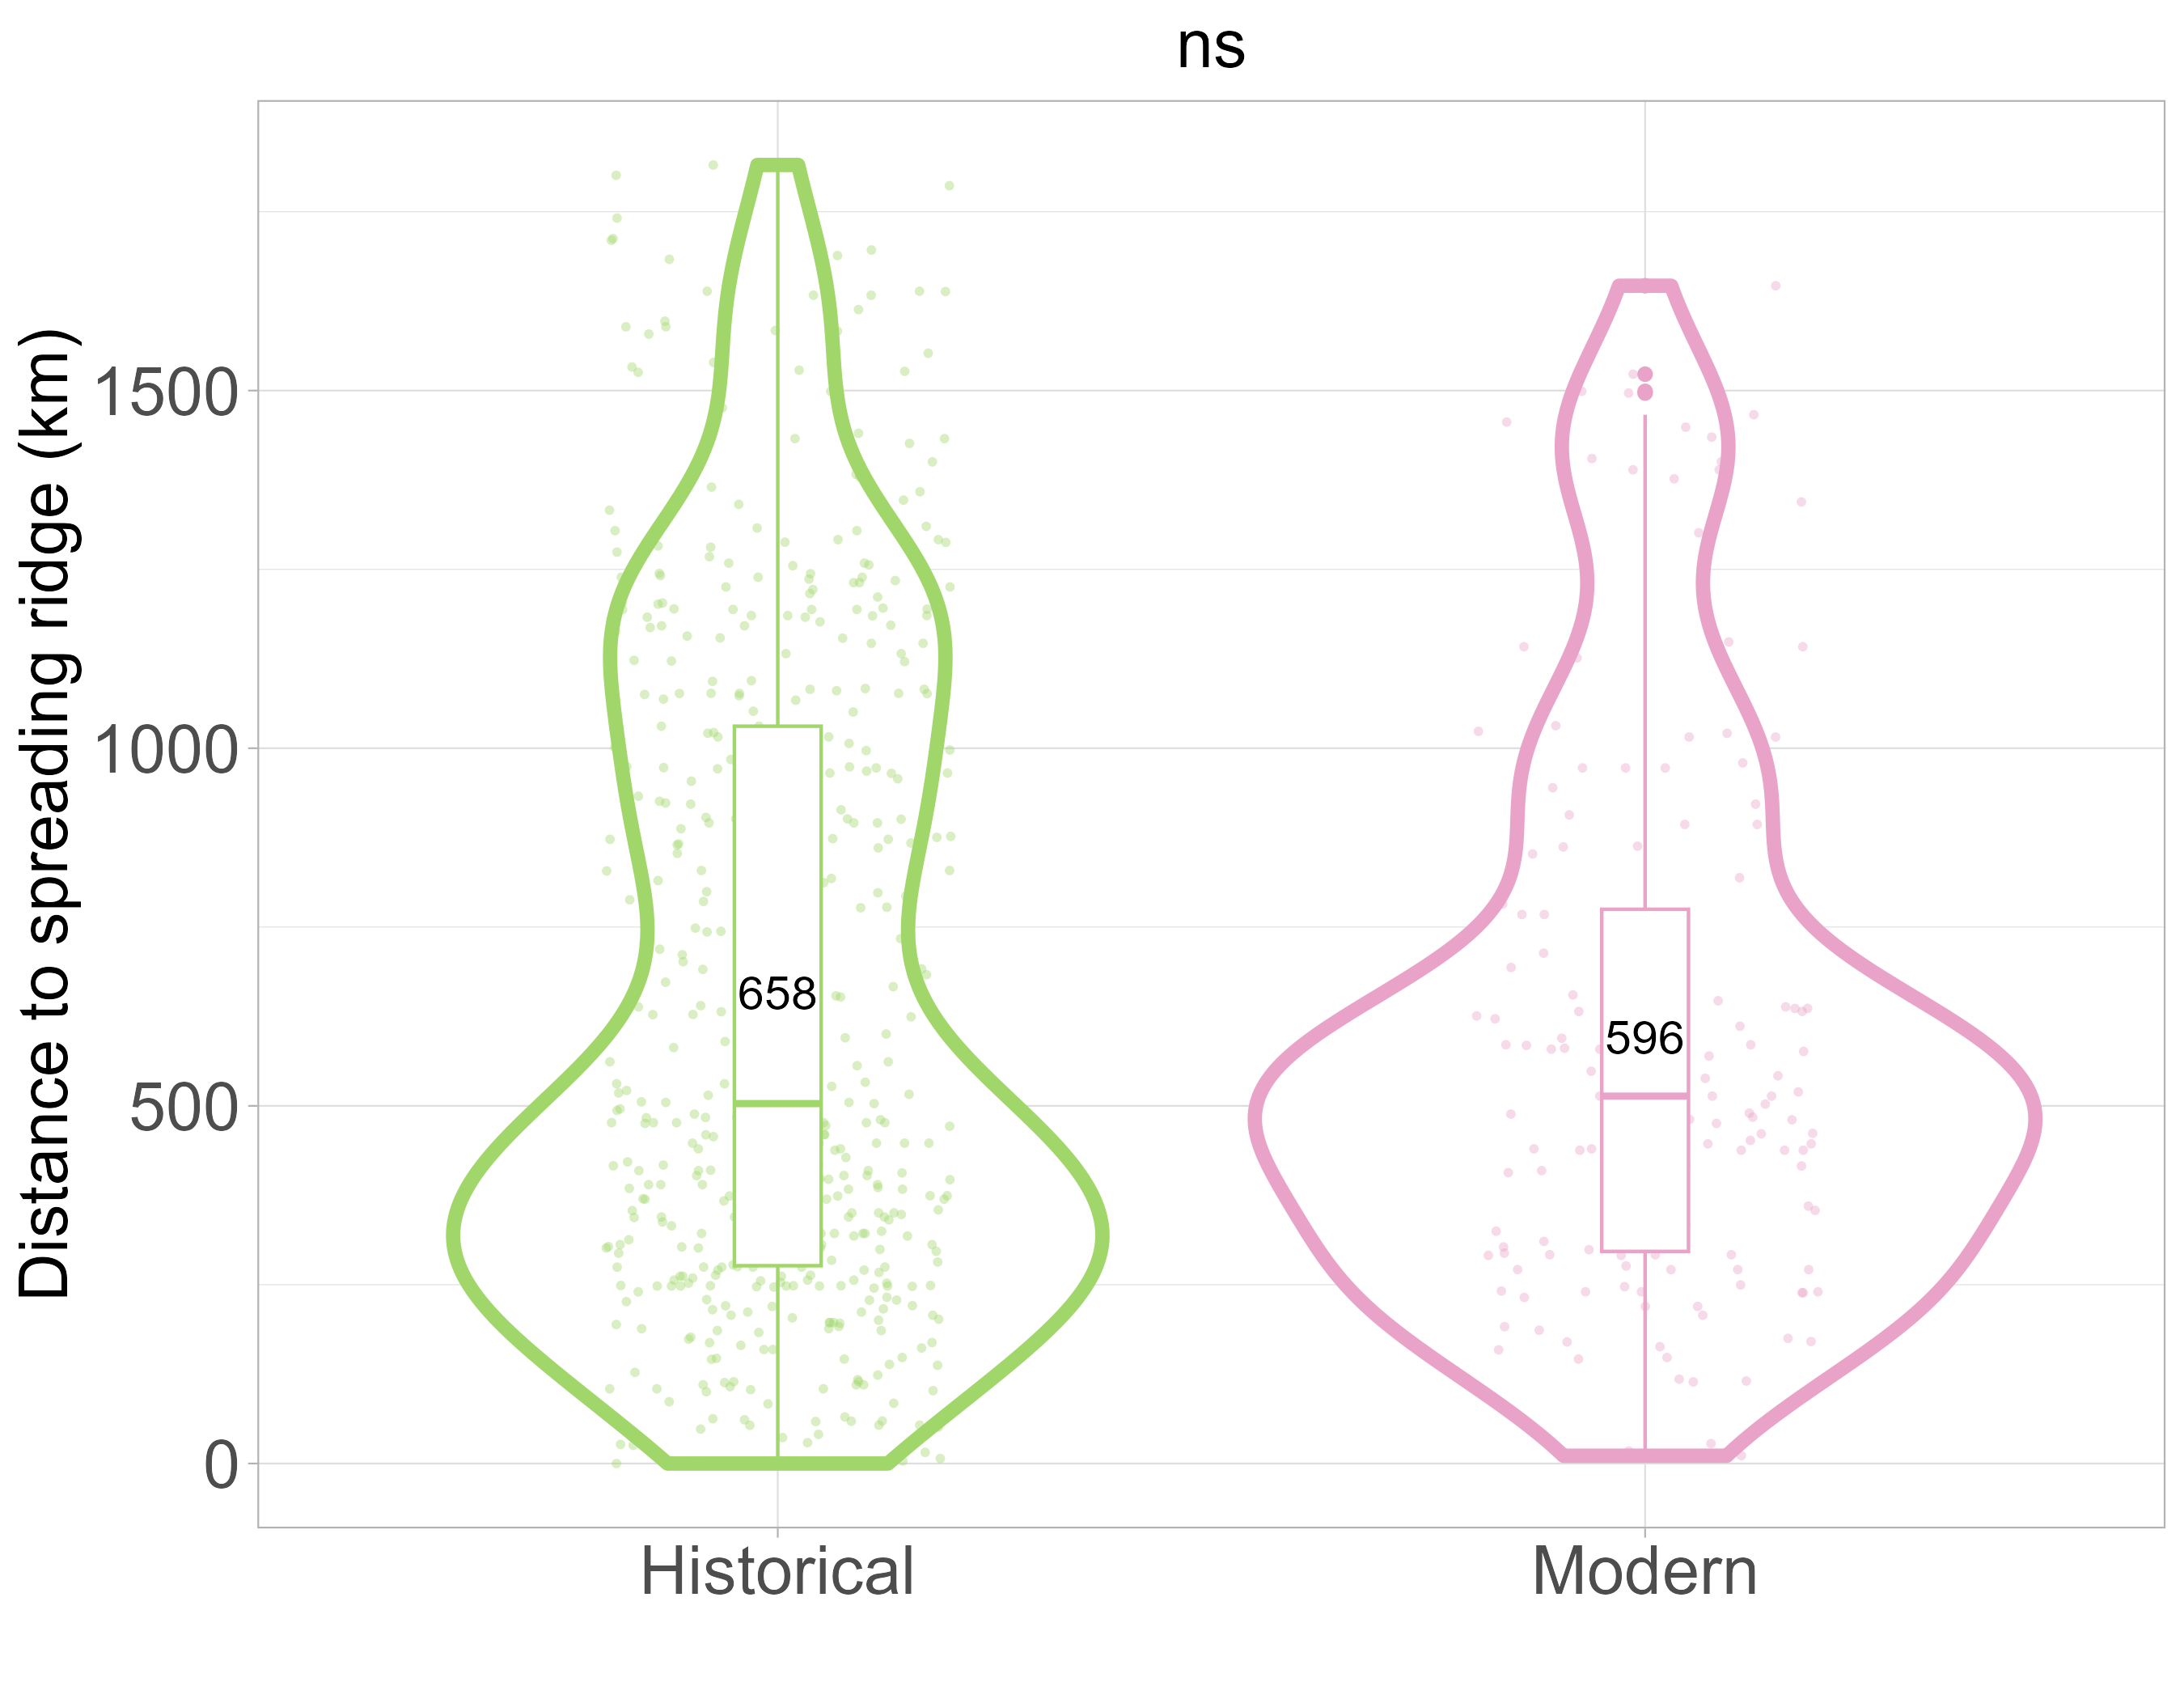 ns
Distance to spreading ridge (km)
1500
1000
500
0
658
596
Historical
Modern